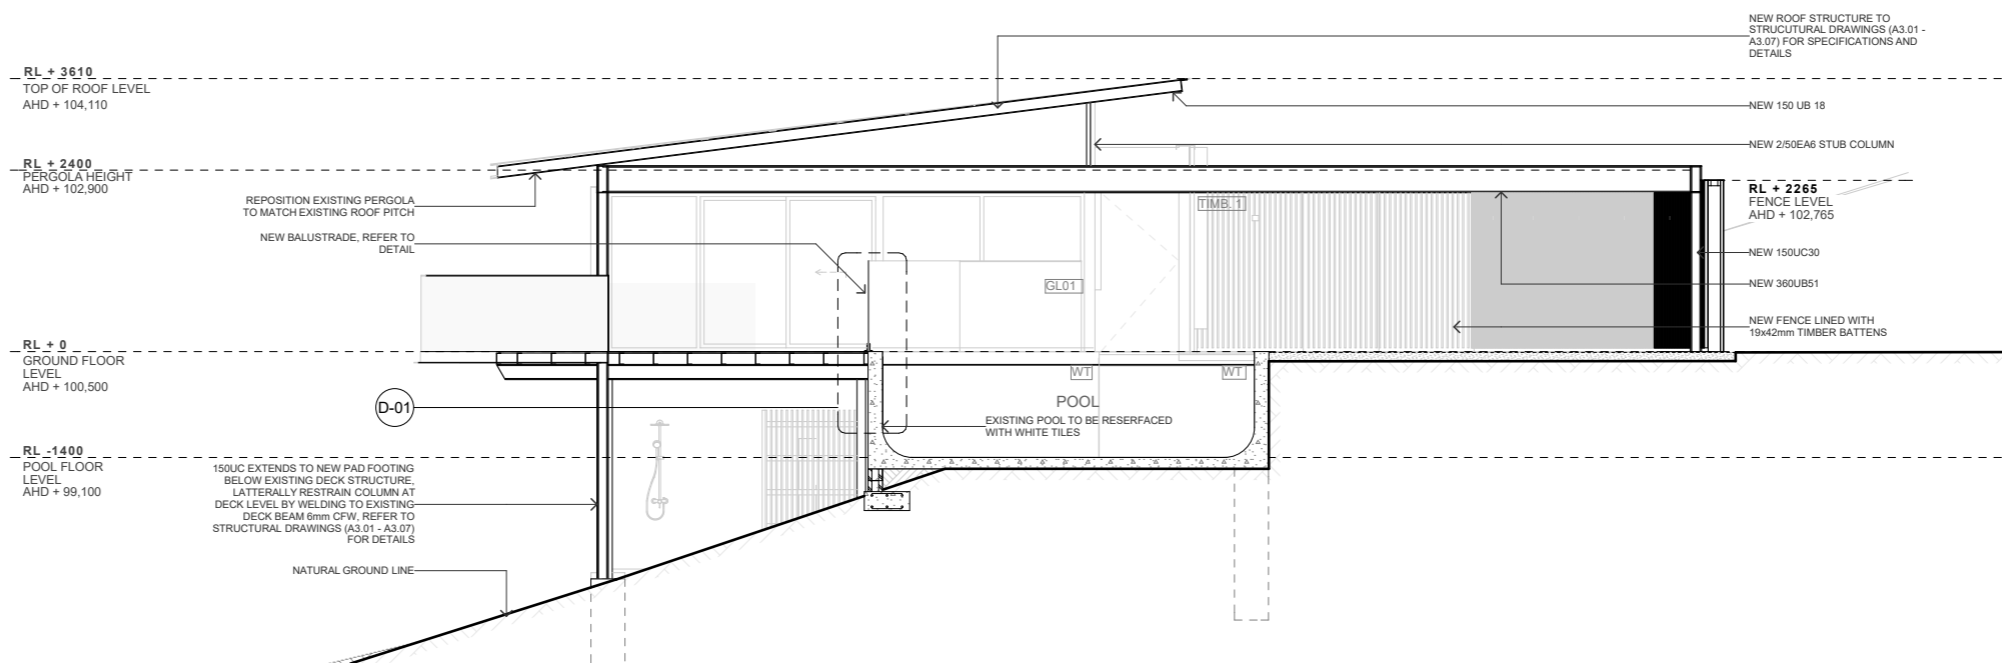 NEW ROOF STRUCTURE TO
STRUCUTURAL DRAWINGS (A3.01 -
A3.07) FOR SPECIFICATIONS AND
DETAILS
RL + 3610
TOP OF ROOF LEVEL
AHD + 104,110
NEW 150 UB 18
NEW 2/50EA6 STUB COLUMN
RL + 2400
PERGOLA HEIGHT
AHD + 102,900
REPOSITION EXISTING PERGOLA
TO MATCH EXISTING ROOF PITCH
NEW BALUSTRADE, REFER TO
DETAIL
TIMB. 1
RL + 2265
FENCE LEVEL
AHD + 102,765
NEW 150UC30
GL01
NEW 360UB51
NEW FENCE LINED WITH
19x42mm TIMBER BATTENS
RL + 0
GROUND FLOOR
LEVEL
AHD + 100,500
WT
WT
POOL
D-01
EXISTING POOL TO BE RESERFACED
WITH WHITE TILES
RL -1400
POOL FLOOR
LEVEL
AHD + 99,100
150UC EXTENDS TO NEW PAD FOOTING
BELOW EXISTING DECK STRUCTURE,
LATTERALLY RESTRAIN COLUMN AT
DECK LEVEL BY WELDING TO EXISTING
DECK BEAM 6mm CFW, REFER TO
STRUCTURAL DRAWINGS (A3.01 - A3.07)
FOR DETAILS
NATURAL GROUND LINE